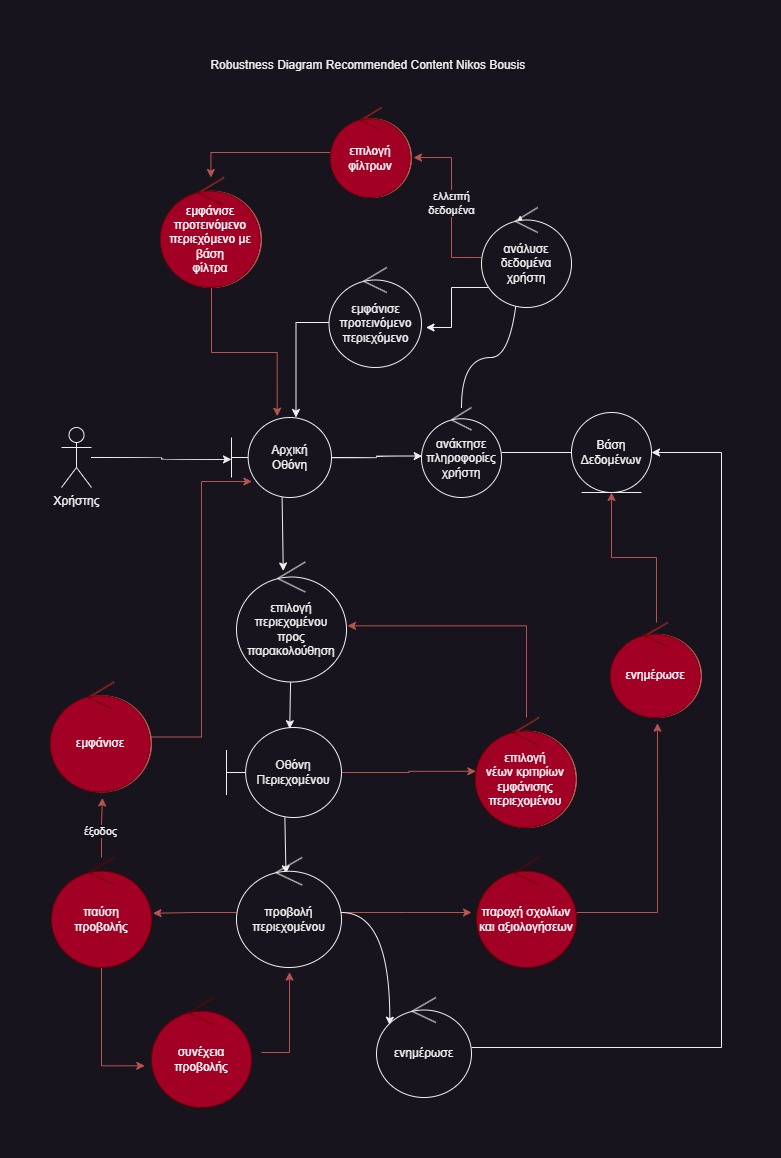 Robustness Diagram Recommended Content Nikos Bousis
επιλογή
φίλτρων
ελλειπή
δεδομένα
εμφάνισε
προτεινόμενο
περιεχόμενο με
βάση
φίλτρα
ανάλυσε
δεδομένα
χρήστη
εμφάνισε
προτεινόμενο
περιεχόμενο
Χρήστης
Αρχική
Οθόνη
ανάκτησε
πληροφορίες
χρήστη
Βάση
Δεδομένων
επιλογή
περιεχομένου
προς
παρακολούθηση
ενημέρωσε
εμφάνισε
Οθόνη
Περιεχομένου
επιλογή
νέων κριτιρίων
εμφάνισης
περιεχομένου
έξοδος
παύση
προβολής
προβολή
περιεχομένου
παροχή σχολίων
και αξιολογήσεων
συνέχεια
προβολής
ενημέρωσε